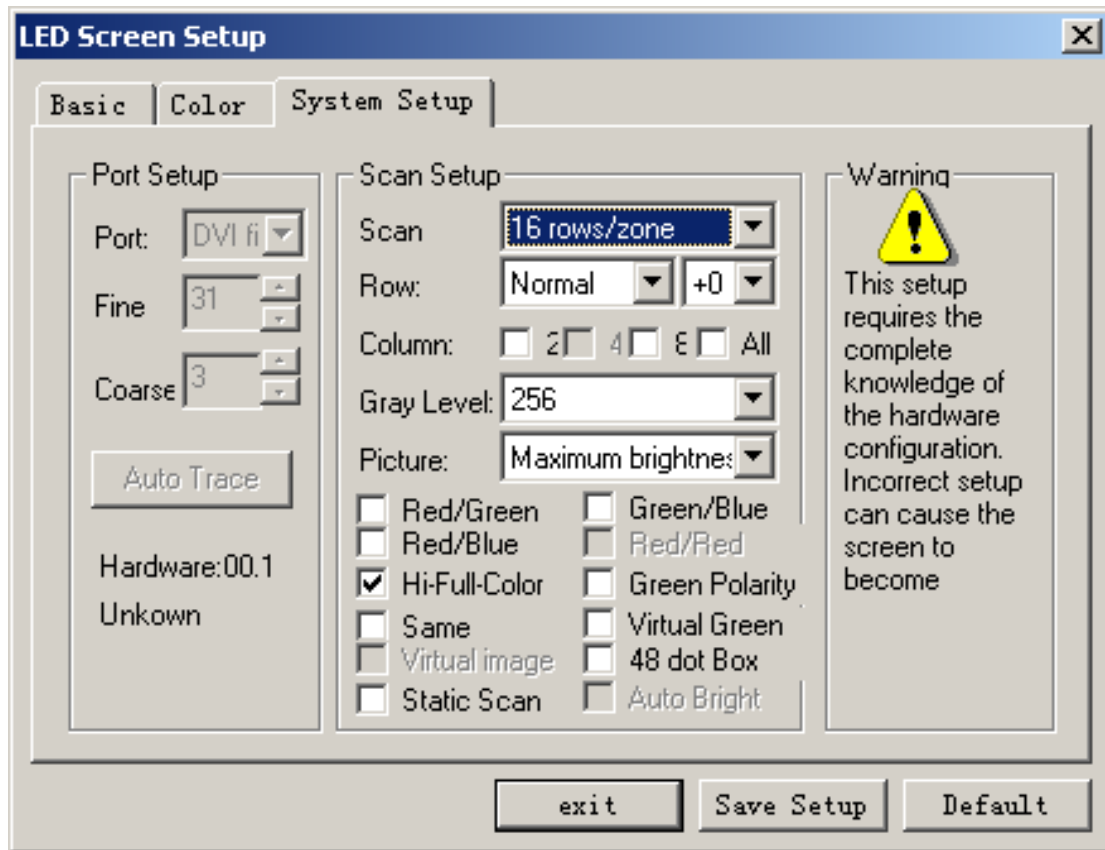 LED Screen Setup
Basic
Color
System Setup
Port Setup
Port:
DVI fi
Fine
31
Coarse
3
Auto Trace
Hardware:00.1
Unkown
Scan Setup
Scan
16 rows/zone
Row:
Normal
+0
Column:
2
4
8
All
Gray Level:
256
Picture:
Maximum brightnes
Red/Green
Green/Blue
Red/Blue
Red/Red
Hi-Full-Color
Green Polarity
Same
Virtual Green
Virtual image
48 dot Box
Static Scan
Auto Bright
Warning
This setup
requires the
complete
knowledge of
the hardware
configuration.
Incorrect setup
can cause the
screen to
become
exit
Save Setup
Default